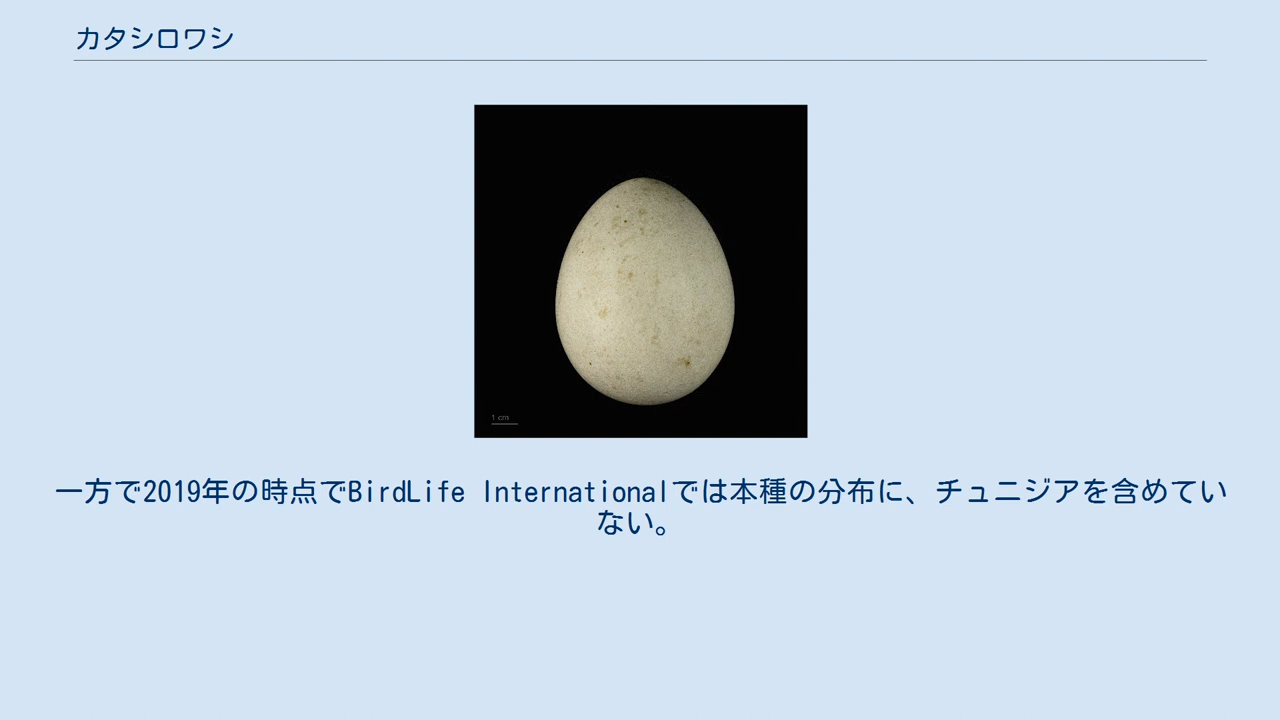 カタシロワシ
1 cm
一方で2019年の時点でBirdLife Internationalでは本種の分布に、チュニジアを含めてい
ない。